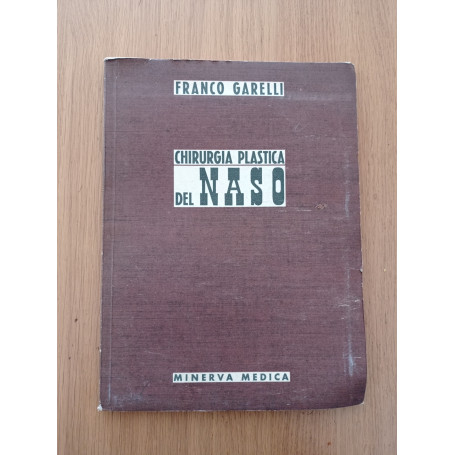 FRANCO GARELLI
CHIRURGIA PLASTICA
DEL NASO
MINERVA MEDICA